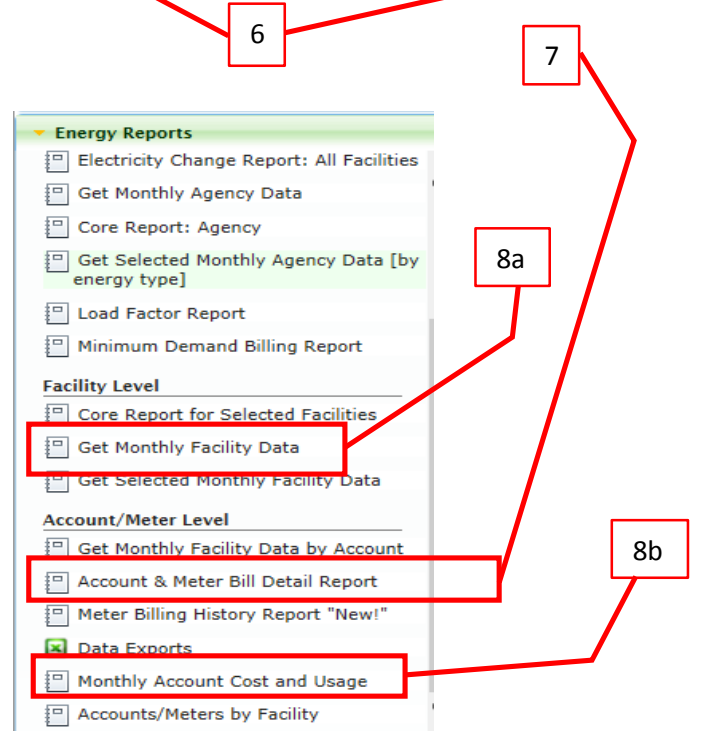 6
7
Energy Reports
Electricity Change Report: All Facilities
Get Monthly Agency Data
Core Report: Agency
Get Selected Monthly Agency Data [by
energy type]
8a
Load Factor Report
Minimum Demand Billing Report
Facility Level
Core Report for Selected Facilities
Get Monthly Facility Data
Get Selected Monthly Facility Data
Account/Meter Level
Get Monthly Facility Data by Account
8b
Account & Meter Bill Detail Report
Meter Billing History Report "New!"
Data Exports
Monthly Account Cost and Usage
Accounts/Meters by Facility